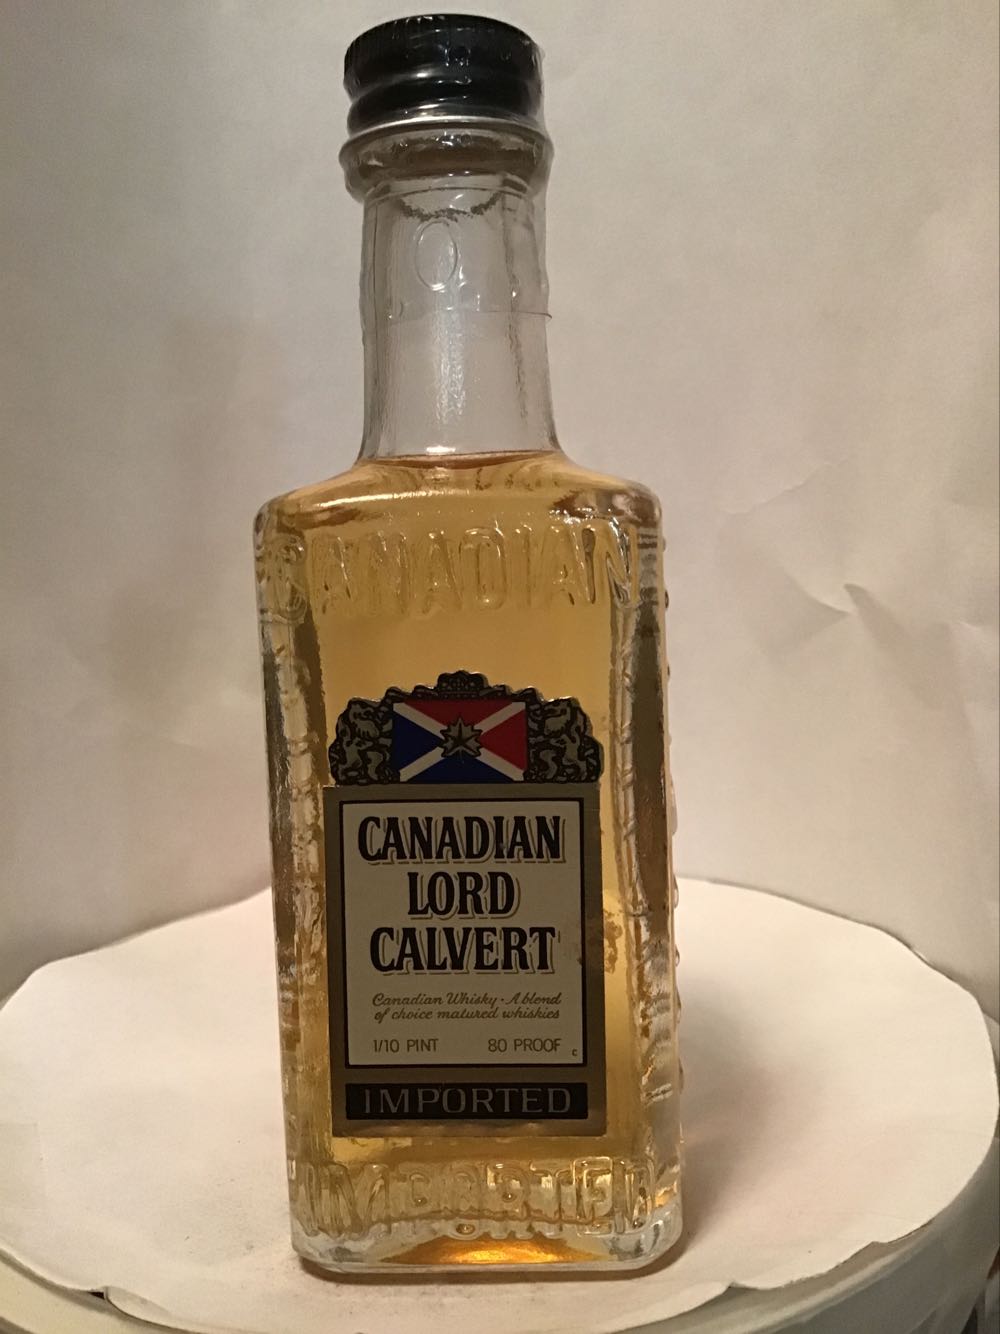 CANADIAN
CANADIAN
LORD
CALVERT
Canadian Whisky · A blend
of choice matured whiskies
1/10 PINT 80 PROOF
c
IMPORTED
IMPORTED